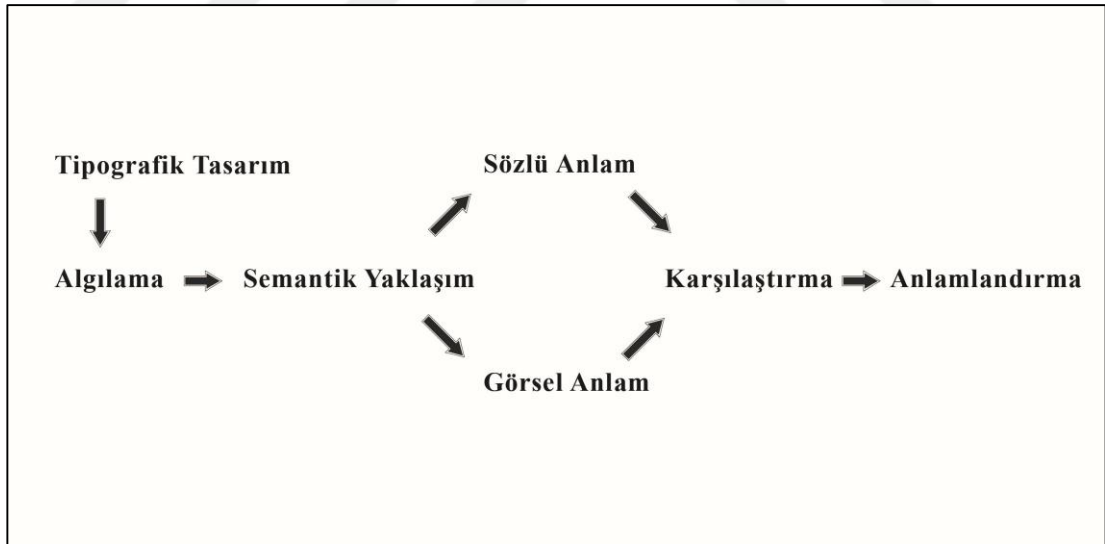 Tipografik Tasarım
Sözlü Anlam
Algılama
Semantik Yaklaşım
Karşılaştırma
Anlamlandırma
Görsel Anlam